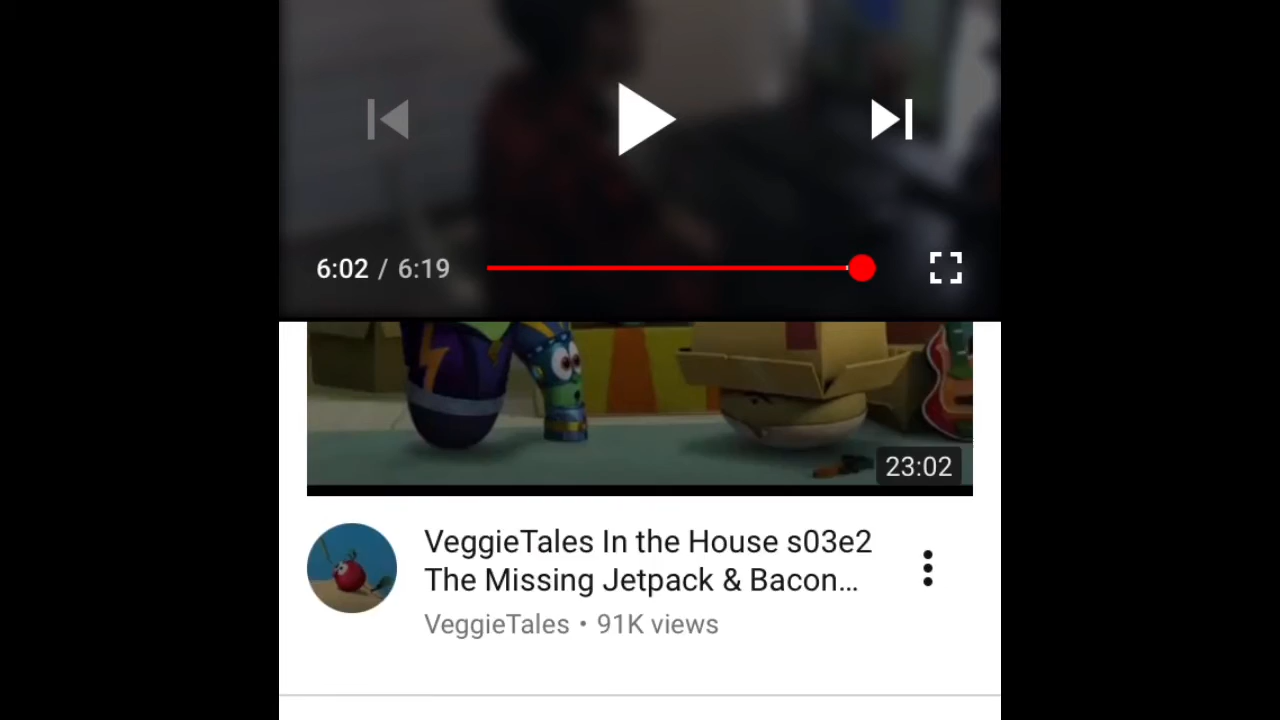 6:02 / 6:19
23:02
VeggieTales In the House s03e2
The Missing Jetpack & Bacon...
VeggieTales • 91K views